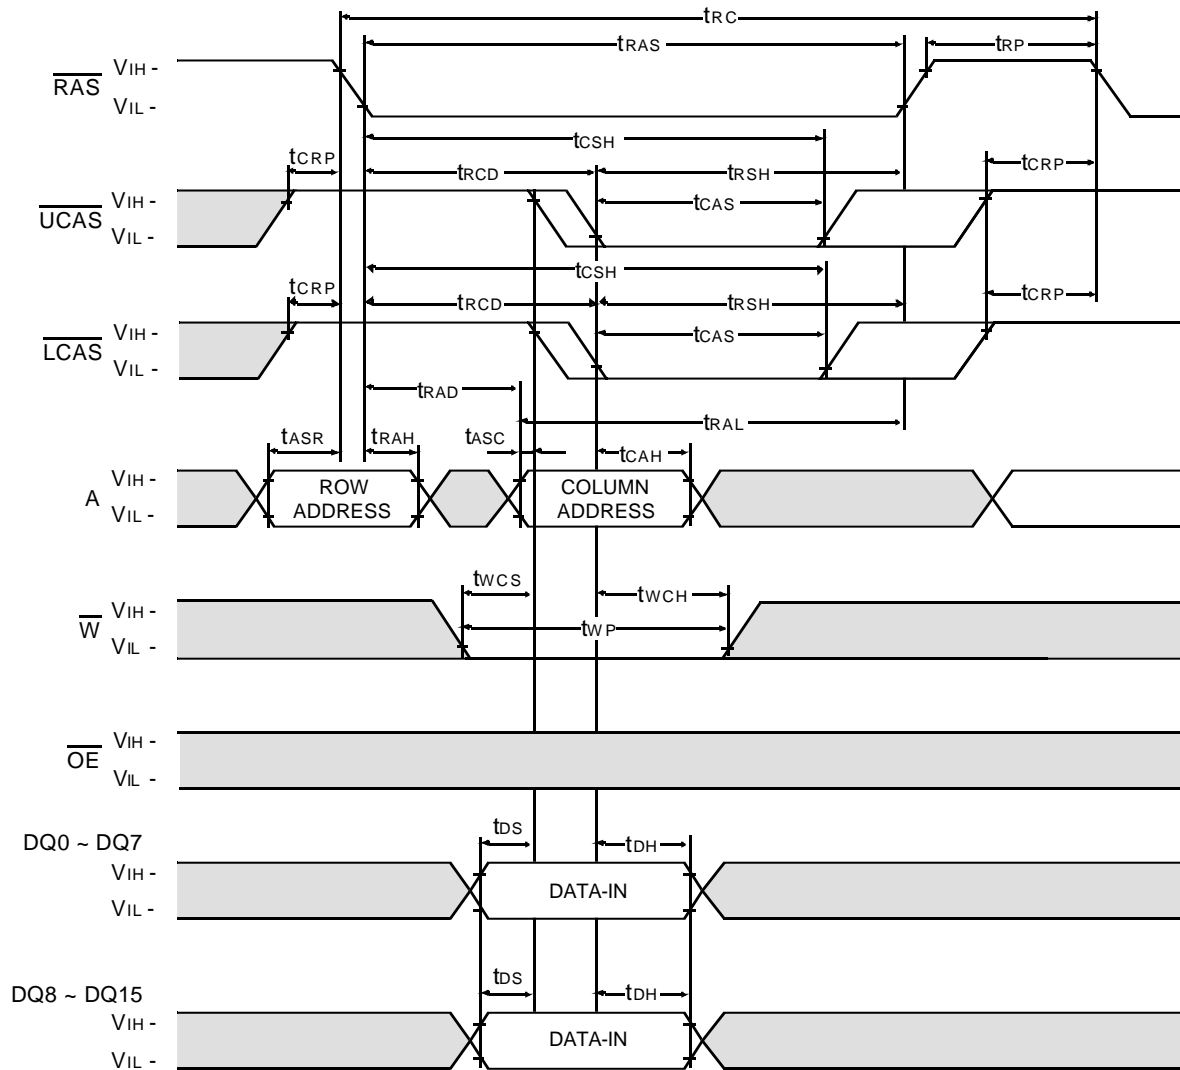 tRC
tRAS
tRP
RAS
VIH -
VIL -
tCSH
tCRP
tRCD
tRSH
tCRP
UCAS
VIH -
VIL -
tCAS
tCSH
tCRP
tRCD
tRSH
tCRP
LCAS
VIH -
VIL -
tCAS
tRAD
tRAL
tASR
tRAH
tASC
tCAH
A
VIH -
VIL -
ROW
ADDRESS
COLUMN
ADDRESS
tWCS
tWCH
W
VIH -
VIL -
tWP
OE
VIH -
VIL -
tDS
tDH
DQ0 ~ DQ7
VIH -
VIL -
DATA-IN
tDS
tDH
DQ8 ~ DQ15
VIH -
VIL -
DATA-IN